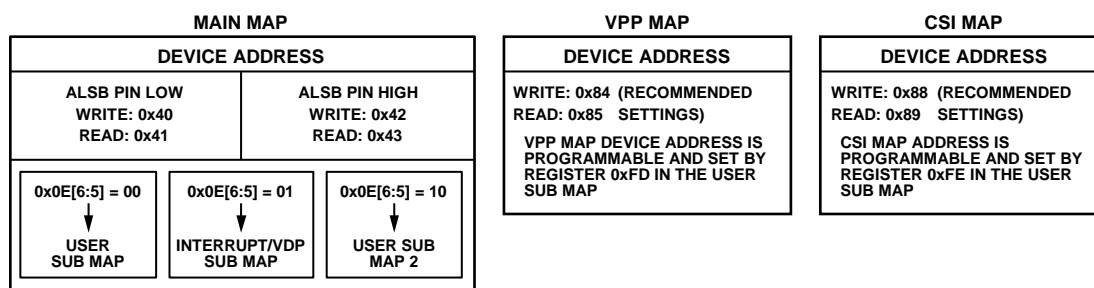 MAIN MAP
DEVICE ADDRESS
ALSB PIN LOW
WRITE: 0x40
READ: 0x41
ALSB PIN HIGH
WRITE: 0x42
READ: 0x43
0x0E[6:5] = 00
USER
SUB MAP
0x0E[6:5] = 01
INTERRUPT/VDP
SUB MAP
0x0E[6:5] = 10
USER SUB
MAP 2
VPP MAP
DEVICE ADDRESS
WRITE: 0x84 (RECOMMENDED
READ: 0x85 SETTINGS)
VPP MAP DEVICE ADDRESS IS
PROGRAMMABLE AND SET BY
REGISTER 0xFD IN THE USER
SUB MAP
CSI MAP
DEVICE ADDRESS
WRITE: 0x88 (RECOMMENDED
READ: 0x89 SETTINGS)
CSI MAP ADDRESS IS
PROGRAMMABLE AND SET BY
REGISTER 0xFE IN THE USER
SUB MAP